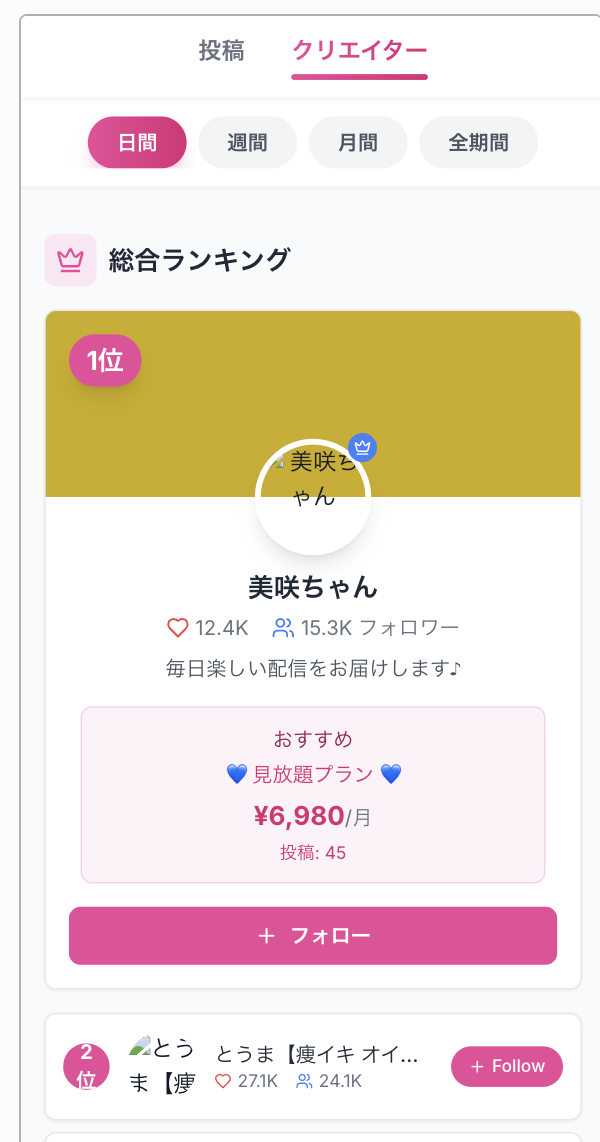 投稿 クリエイター
日間 週間 月間 全期間
総合ランキング
1位
美咲ち
ゃん
美咲ちゃん
12.4K 15.3K フォロワー
毎日楽しい配信をお届けします♪
おすすめ
💙 見放題プラン 💙
¥6,980/月
投稿: 45
+ フォロー
2
位
とう
ま【痩
とうま【痩イキ オイ...
27.1K 24.1K
+ Follow